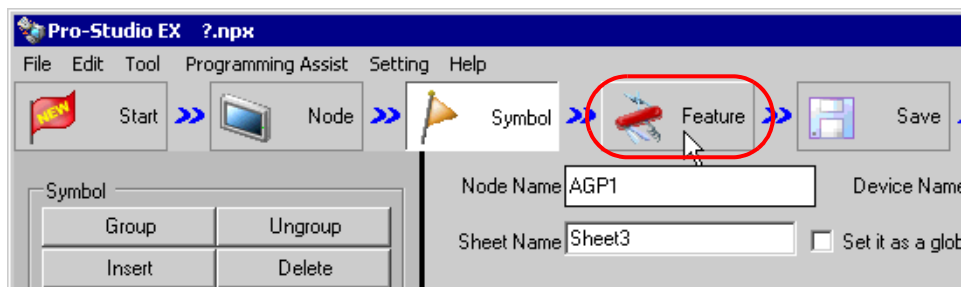 Pro-Studio EX ?.npx
File Edit Tool Programming Assist Setting Help
NEW Start Node Symbol Feature Save
Symbol
Node Name AGP1 Device Name
Group Ungroup
Sheet Name Sheet3 Set it as a glob
Insert Delete